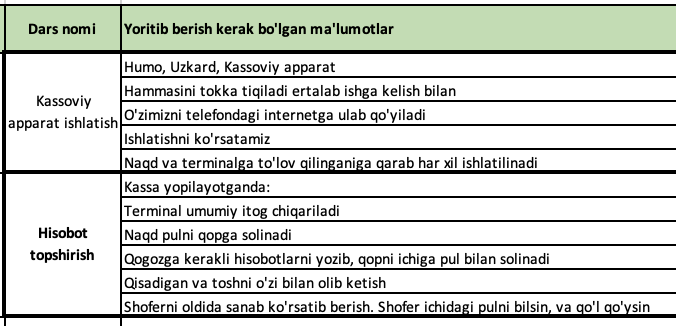 Dars nomi
Yoritib berish kerak bo'lgan ma'lumotlar
Kassoviy
apparat ishlatish
Humo, Uzkard, Kassoviy apparat
Hammasini tokka tiqiladi ertalab ishga kelish bilan
O'zimizni telefondagi internetga ulab qo'yiladi
Ishlatishni ko'rsatamiz
Naqd va terminalga to'lov qilinganiga qarab har xil ishlatilinadi
Hisobot
topshirish
Kassa yopilayotganda:
Terminal umumiy itog chiqariladi
Naqd pulni qopga solinadi
Qogozga kerakli hisobotlarni yozib, qopni ichiga pul bilan solinadi
Qisadigan va toshni o'zi bilan olib ketish
Shoferni oldida sanab ko'rsatib berish. Shofer ichidagi pulni bilsin, va qo'l qo'ysin